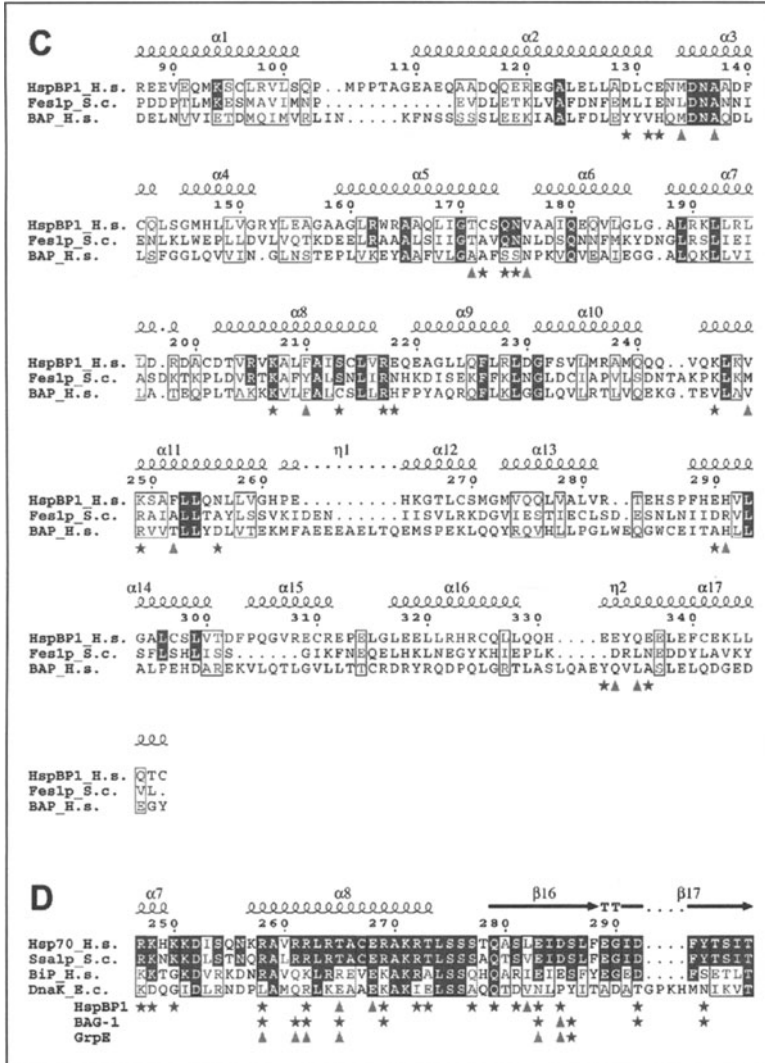 C
α1 α2 α3
90 100 110 120 130 140
HspBP1_H.s. REEVEQMKSCLRVLSQP..MPPTAGEAEQAADQQEREGALELLADLCENMDNAADF
Fes1p_S.c. PDDPTLMKESMAVIMNP............EVDLETKLVAFDNFEMLIENLDNANNI
BAP_H.s. DELNVVIETDMQIMVRLIN.....KFNSSSSSLEEKIAALFDLEYYVHQMDNAQDL
★ ★★ ▲ ▲
α4 α5 α6 α7
150 160 170 180 190
HspBP1_H.s. CQLSGMHLLVGRYLEAGAAGLRWRAAQLIGTCSQNVAAIQEQVLGLG.ALRKLLRL
Fes1p_S.c. ENLKLWEPLLDVLVQTKDEELRAAALSIIGTAVQNNLDSQNNFMKYDNGLRSLIEI
BAP_H.s. LSFGGLQVVIN.GLNSTEPLVKEYAAFVLGAAFSSNPKVQVEAIEGG.ALQKLLVI
▲★ ★★▲
α8 α9 α10
200 210 220 230 240
HspBP1_H.s. LD.RDACDTVRVKALFAISCLVREQEAGLLQFLRLDGFSVLMRAMQQQ..VQKLKV
Fes1p_S.c. ASDKTKPLDVRTKAFYALSNLIRNHKDISEKFFKLNGLDCIAPVLSDNTAKPKLKM
BAP_H.s. LA.TEQPLTAKKKVLFALCSLLRHFPYAQRQFLKLGGLQVLRTLVQEKG.TEVLAV
★ ▲ ★ ★★ ★ ▲
α11 η1 α12 α13
250 260 270 280 290
HspBP1_H.s. KSAFLLQNLLVGHPE..........HKGTLCSMGMVQQLVALVR.TEHSPFHEHVL
Fes1p_S.c. RAIALLTAYLSSVKIDEN.......IISVLRKDGVIESTIECLSD.ESNLNIIDRVL
BAP_H.s. RVVTLLYDLVTEKMFAEEEAELTQEMSPEKLQQYRQVHLLPGLWEQGWCEITAHLL
★ ▲ ★ ★▲
α14 α15 α16 η2 α17
300 310 320 330 340
HspBP1_H.s. GALCSLVTDFPQGVRECREPELGLEELLRHRCQLLQQH....EEYQEELEFCEKLL
Fes1p_S.c. SFLSHLISS......GIKFNEQELHKLNEGYKHIEPLK....DRLNEDDYLAVKY
BAP_H.s. ALPEHDAREKVLQTLGVLLTTCRDRYRQDPQLGRTLASLQAEYQVLASLELQDGED
★▲ ▲★
HspBP1_H.s. QTC
Fes1p_S.c. VL.
BAP_H.s. EGY
D
α7 α8 β16 TT β17
250 260 270 280 290
Hsp70_H.s. RKHKKDISQNKRAVRRLRTACERAKRTLSSSTQASLEIDSLFEGID....FYTSIT
Ssa1p_S.c. RKNKKDLSTNQRALRRLRTACERAKRTLSSSAQTSVEIDSLFEGID....FYTSIT
BiP_H.s. KKTGKDVRKDNRAVQKLRREVEKAKRALSSQHQARIEIESFYEGED....FSETLT
DnaK_E.c. KDQGIDLRNDPLAMQRLKEAAEKAKIELSSAQQTDVNLPYITADATGPKHMNIKVT
HspBP1 ★★ ★ ★ ★ ▲ ▲★ ★★ ★ ★ ★▲★ ▲ ★ ★
BAG-1 ★ ★★ ★ ★ ★ ★★ ★ ★
GrpE ▲ ▲▲ ▲ ▲ ▲★